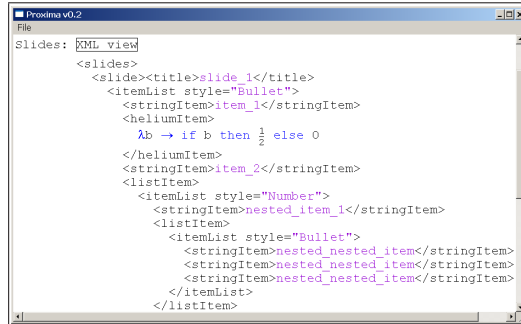 Proxima v0.2
File
Slides: XML view
<slides>
<slide><title>slide_1</title>
<itemList style="Bullet">
<stringItem>item_1</stringItem>
<heliumItem>
λb → if b then 1/2 else 0
</heliumItem>
<stringItem>item_2</stringItem>
<listItem>
<itemList style="Number">
<stringItem>nested_item_1</stringItem>
<listItem>
<itemList style="Bullet">
<stringItem>nested_nested_item</stringItem>
<stringItem>nested_nested_item</stringItem>
<stringItem>nested_nested_item</stringItem>
</itemList>
</listItem>